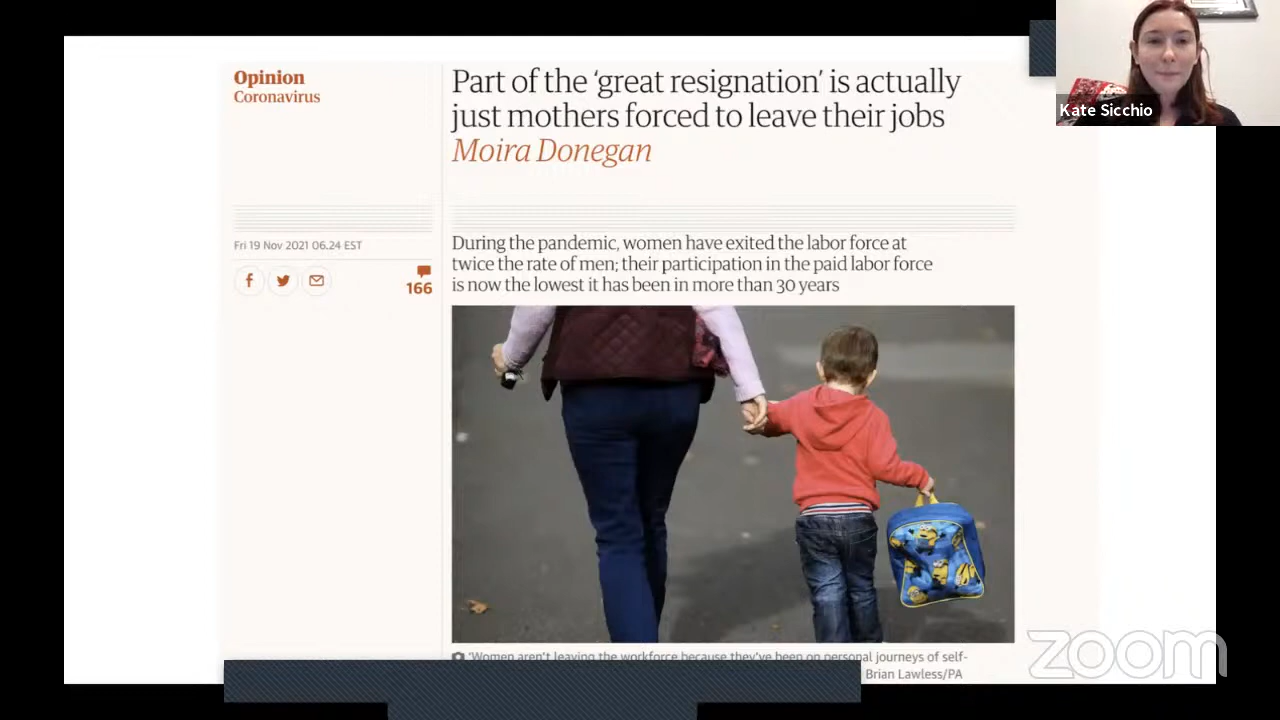 Opinion
Coronavirus
Part of the ‘great resignation’ is actually
just mothers forced to leave their jobs
Moira Donegan
Fri 19 Nov 2021 06.24 EST
166
During the pandemic, women have exited the labor force at
twice the rate of men; their participation in the paid labor force
is now the lowest it has been in more than 30 years
‘Women aren’t leaving the workforce because they’ve been on personal journeys of self-
Brian Lawless/PA
Kate Sicchio
zoom